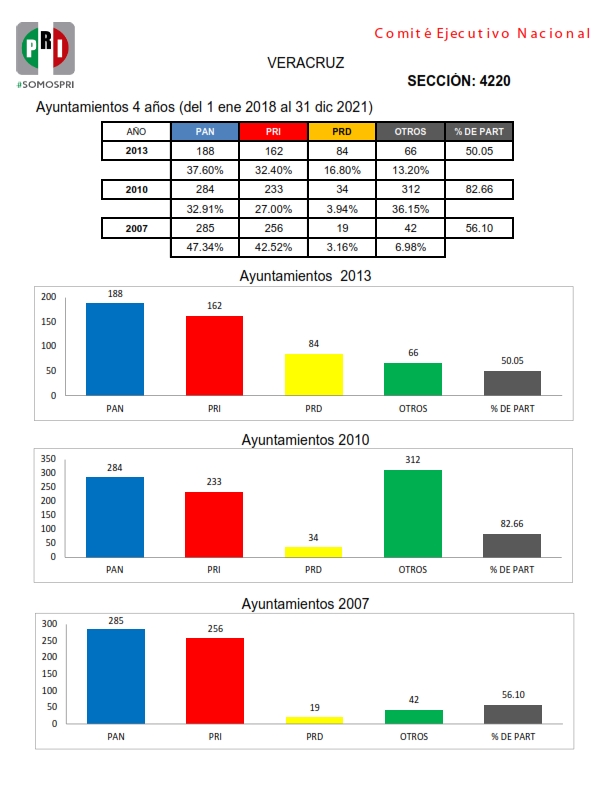 Comité Ejecutivo Nacional
PRI
#SOMOSPRI
VERACRUZ
SECCIÓN: 4220
Ayuntamientos 4 años (del 1 ene 2018 al 31 dic 2021)
AÑO PAN PRI PRD OTROS % DE PART
2013 188 162 84 66 50.05
37.60% 32.40% 16.80% 13.20%
2010 284 233 34 312 82.66
32.91% 27.00% 3.94% 36.15%
2007 285 256 19 42 56.10
47.34% 42.52% 3.16% 6.98%
Ayuntamientos 2013
200
150
100
50
0
188 162 84 66 50.05
PAN PRI PRD OTROS % DE PART
Ayuntamientos 2010
350
300
250
200
150
100
50
0
284 233 34 312 82.66
PAN PRI PRD OTROS % DE PART
Ayuntamientos 2007
300
250
200
150
100
50
0
285 256 19 42 56.10
PAN PRI PRD OTROS % DE PART